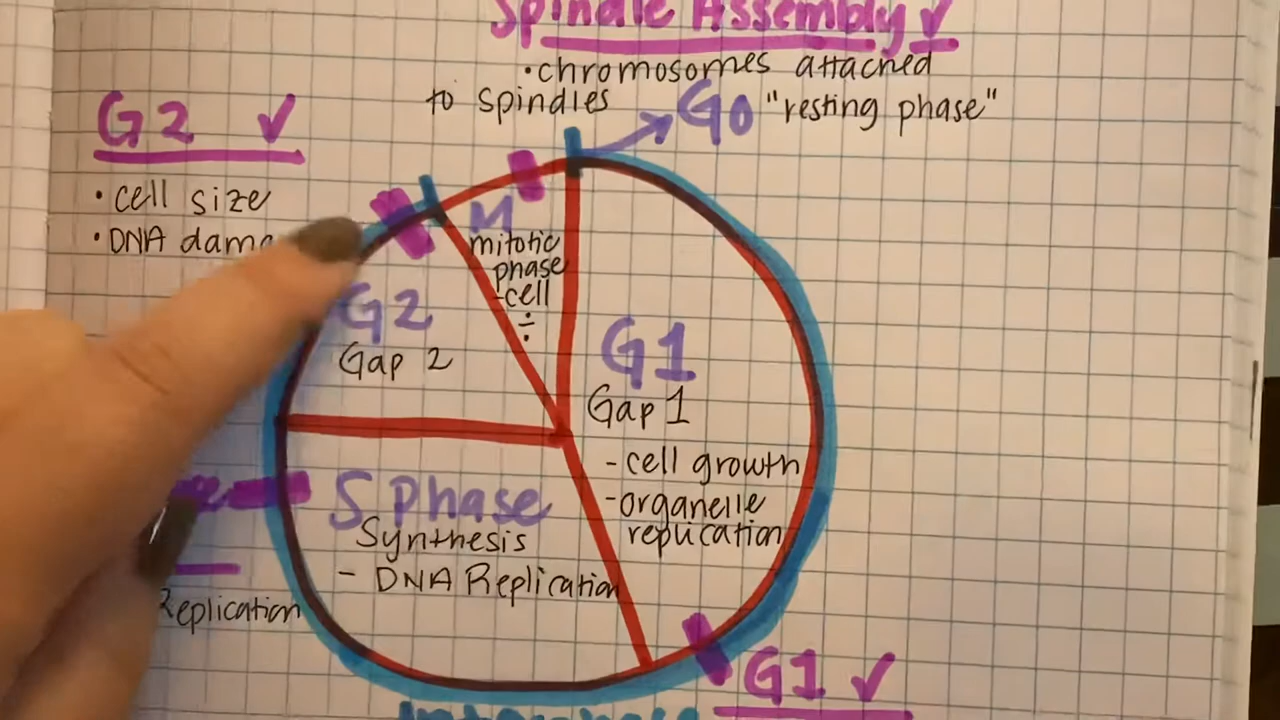 Spindle Assembly ✓
• chromosomes attached
to spindles
G0 "resting phase"
G2 ✓
• cell size
• DNA
M
mitotic
phase
- cell
÷
G2
Gap 2
G1
Gap 1
- cell growth
- organelle
replication
S phase
Synthesis
- DNA Replication
Replication
G1 ✓